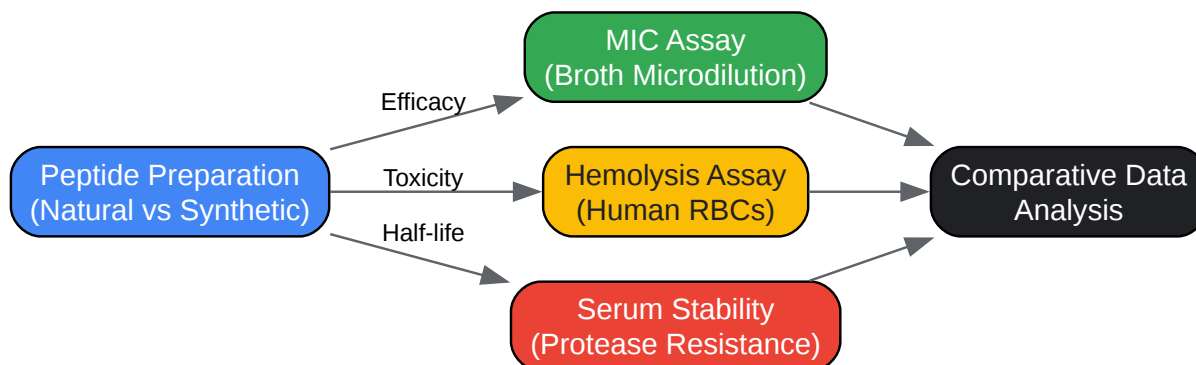 MIC Assay
(Broth Microdilution)
Efficacy
Peptide Preparation
(Natural vs Synthetic)
Toxicity
Hemolysis Assay
(Human RBCs)
Comparative Data
Analysis
Half-life
Serum Stability
(Protease Resistance)